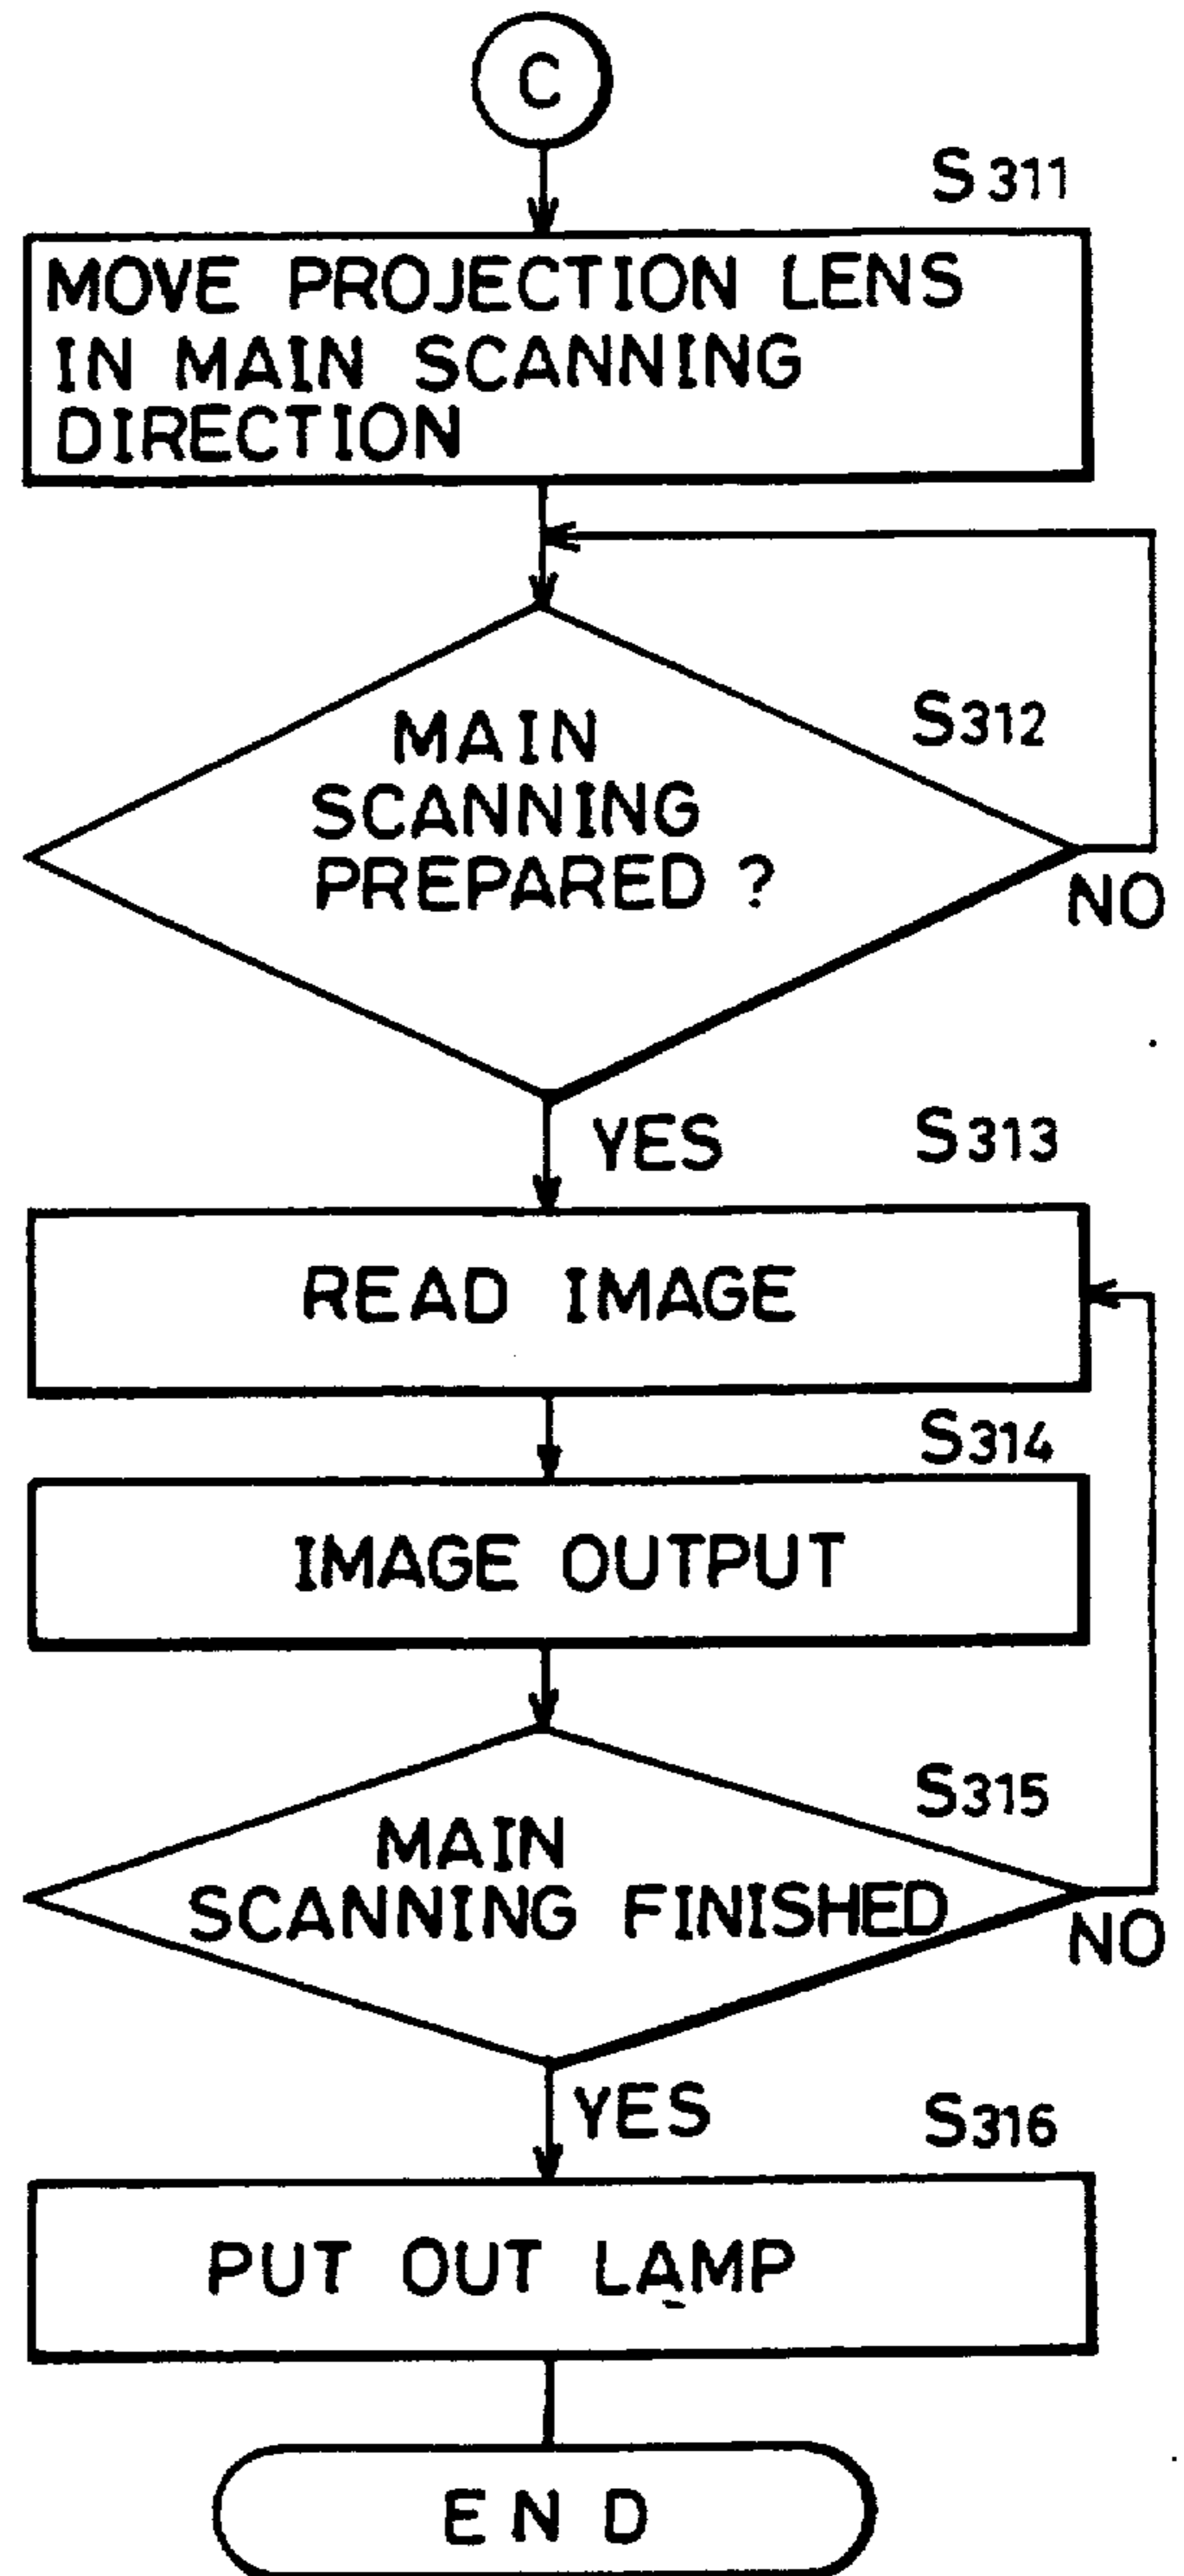 C
S311
MOVE PROJECTION LENS
IN MAIN SCANNING
DIRECTION
S312
MAIN
SCANNING
PREPARED ?
NO
YES
S313
READ IMAGE
S314
IMAGE OUTPUT
S315
MAIN
SCANNING FINISHED
NO
YES
S316
PUT OUT LAMP
END